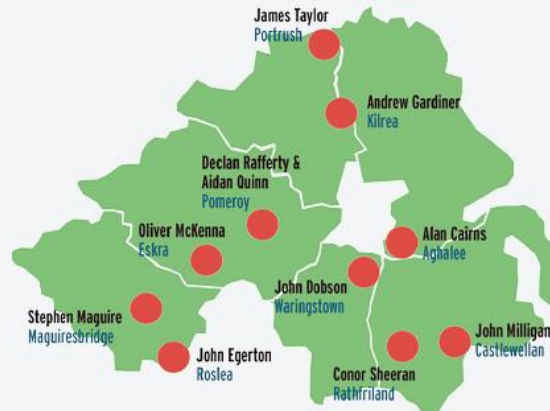 James Taylor
Portrush
Andrew Gardiner
Kilrea
Declan Rafferty &
Aidan Quinn
Pomeroy
Oliver McKenna
Eskra
Alan Cairns
Aghalee
John Dobson
Waringstown
Stephen Maguire
Maguiresbridge
John Egerton
Roslea
Conor Sheeran
Rathfriland
John Milligan
Castlewellan